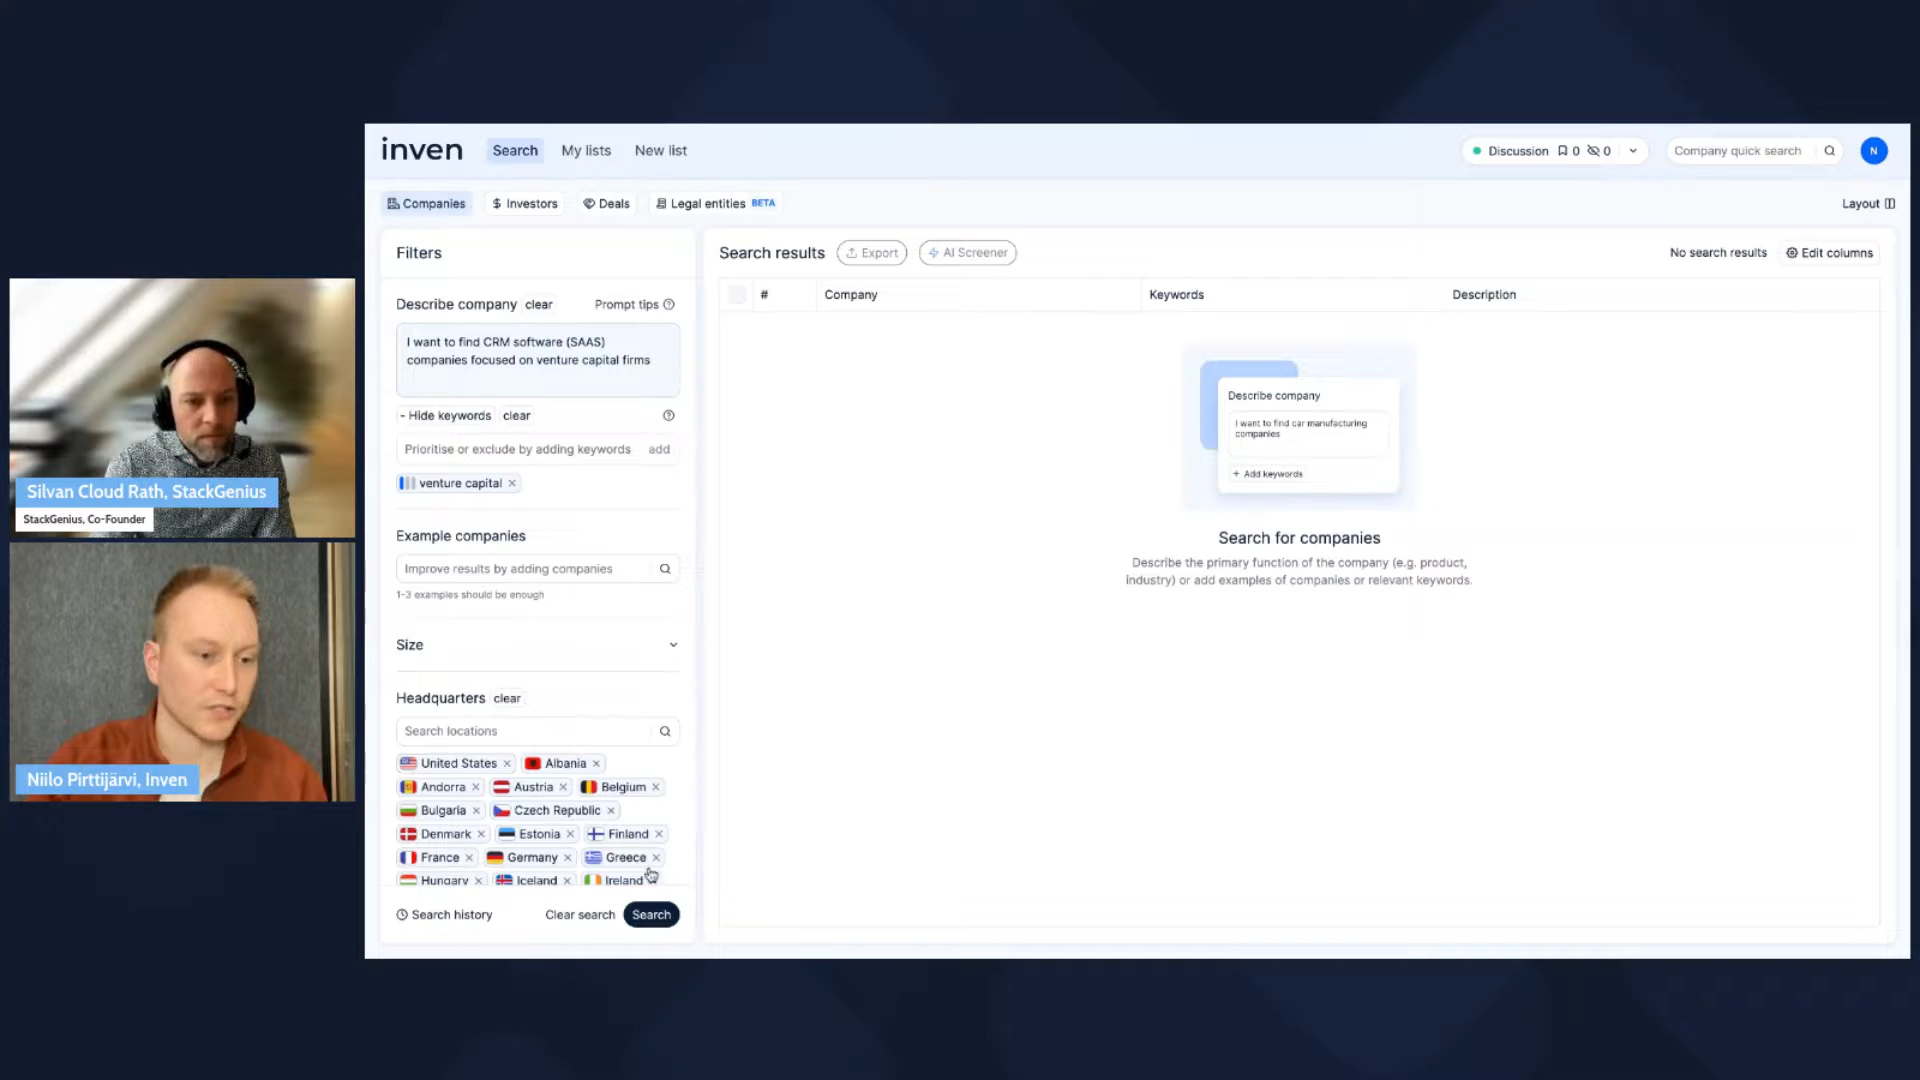 inven
Search
My lists
New list
Discussion 0 0
Company quick search
N
Companies
$ Investors
Deals
Legal entities BETA
Layout
Filters
Describe company clear Prompt tips
I want to find CRM software (SAAS)
companies focused on venture capital firms
- Hide keywords clear
Prioritise or exclude by adding keywords add
venture capital ×
Example companies
Improve results by adding companies
1-3 examples should be enough
Size
Headquarters clear
Search locations
United States × Albania ×
Andorra × Austria × Belgium ×
Bulgaria × Czech Republic ×
Denmark × Estonia × Finland ×
France × Germany × Greece ×
Hungary × Iceland × Ireland
Search history Clear search Search
Search results Export AI Screener
No search results Edit columns
# Company Keywords Description
Describe company
I want to find car manufacturing
companies
+ Add keywords
Search for companies
Describe the primary function of the company (e.g. product,
industry) or add examples of companies or relevant keywords.
Silvan Cloud Rath, StackGenius
StackGenius, Co-Founder
Niilo Pirttijärvi, Inven